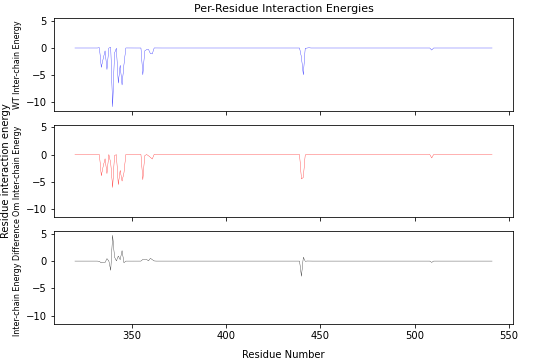 Per-Residue Interaction Energies
WT Inter-chain Energy
5
0
−5
−10
Residue interaction energy
Om Inter-chain Energy
5
0
−5
−10
Inter-chain Energy Difference
5
0
−5
−10
350
400
450
500
550
Residue Number